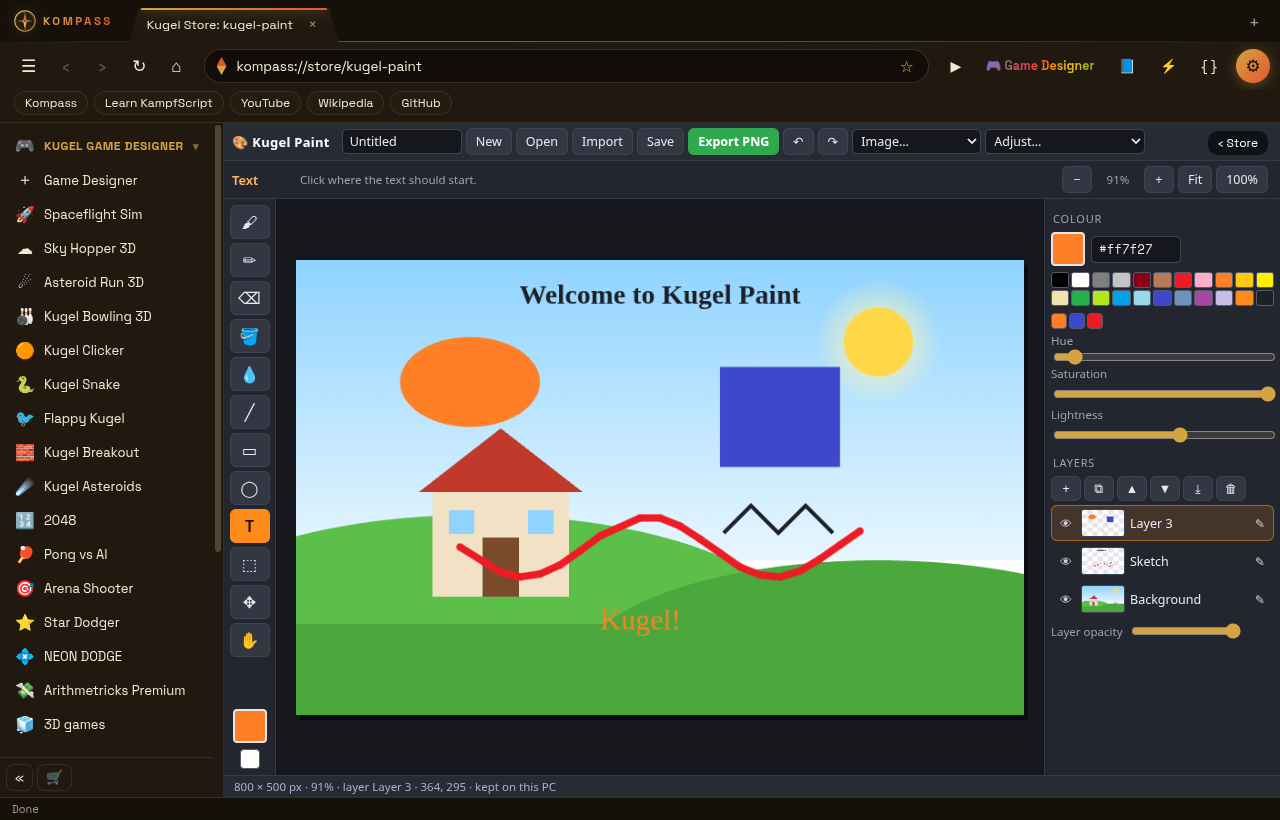 KOMPASS
Kugel Store: kugel-paint ×
+
kompass://store/kugel-paint
🎮 Game Designer
{}
Kompass
Learn KampfScript
YouTube
Wikipedia
GitHub
KUGEL GAME DESIGNER
+ Game Designer
Spaceflight Sim
Sky Hopper 3D
Asteroid Run 3D
Kugel Bowling 3D
Kugel Clicker
Kugel Snake
Flappy Kugel
Kugel Breakout
Kugel Asteroids
2048
Pong vs AI
Arena Shooter
Star Dodger
NEON DODGE
Arithmetricks Premium
3D games
«
Done
Kugel Paint
Untitled
New
Open
Import
Save
Export PNG
Image...
Adjust...
< Store
Text
Click where the text should start.
−
91%
+
Fit
100%
T
Welcome to Kugel Paint
Kugel!
COLOUR
#ff7f27
Hue
Saturation
Lightness
LAYERS
+
Layer 3
Sketch
Background
Layer opacity
800 × 500 px · 91% · layer Layer 3 · 364, 295 · kept on this PC